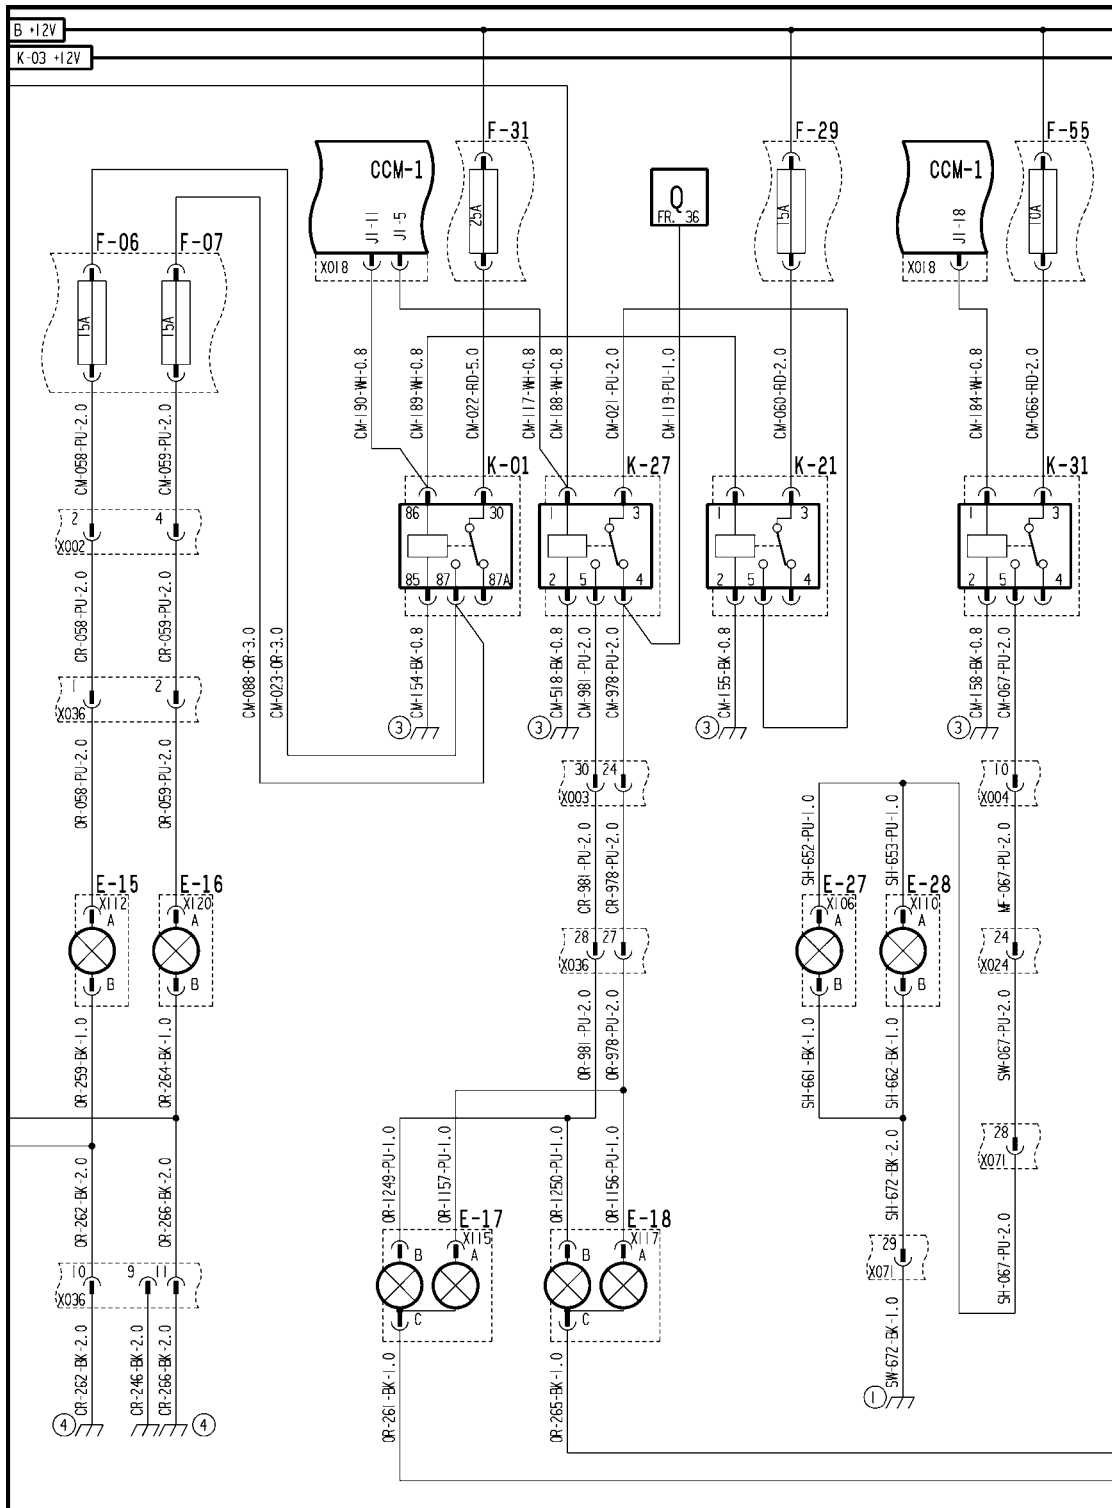 B +12V
K-03 +12V
F-31
F-29
F-55
CCM-1
CCM-1
Q
FR. 36
J1-11
J1-5
25A
15A
J1-18
10A
X018
X018
F-06
F-07
15A
15A
CM-190-WH-0.8
CM-189-WH-0.8
CM-022-RD-5.0
CM-117-WH-0.8
CM-188-WH-0.8
CM-021-PU-2.0
CM-119-PU-1.0
CM-060-RD-2.0
CM-184-WH-0.8
CM-066-RD-2.0
CM-058-PU-2.0
CM-059-PU-2.0
K-01
K-27
K-21
K-31
86 30
1 3
1 3
1 3
85 87 87A
2 5 4
2 5 4
2 5 4
2 4
X002
CR-058-PU-2.0
CR-059-PU-2.0
CM-088-OR-3.0
CM-023-OR-3.0
CM-154-BK-0.8
CM-518-BK-0.8
CM-981-PU-2.0
CM-978-PU-2.0
CM-155-BK-0.8
CM-158-BK-0.8
CM-067-PU-2.0
1 2
X036
3
3
3
3
30 24
X003
10
X004
OR-058-PU-2.0
OR-059-PU-2.0
CR-981-PU-2.0
CR-978-PU-2.0
SH-652-PU-1.0
SH-653-PU-1.0
MF-067-PU-2.0
E-15
X112
A
B
E-16
X120
A
B
E-27
X106
A
B
E-28
X110
A
B
28 27
X036
24
X024
OR-259-BK-1.0
OR-264-BK-1.0
OR-981-PU-2.0
OR-978-PU-2.0
SH-661-BK-1.0
SH-662-BK-1.0
SW-067-PU-2.0
28
X071
OR-262-BK-2.0
OR-266-BK-2.0
OR-1249-PU-1.0
OR-1157-PU-1.0
OR-1250-PU-1.0
OR-1156-PU-1.0
SH-672-BK-2.0
SH-067-PU-2.0
E-17
X115
B A
C
E-18
X117
B A
C
29
X071
10 9 11
X036
CR-262-BK-2.0
CR-246-BK-2.0
CR-266-BK-2.0
OR-261-BK-1.0
OR-265-BK-1.0
SW-672-BK-1.0
1
4
4